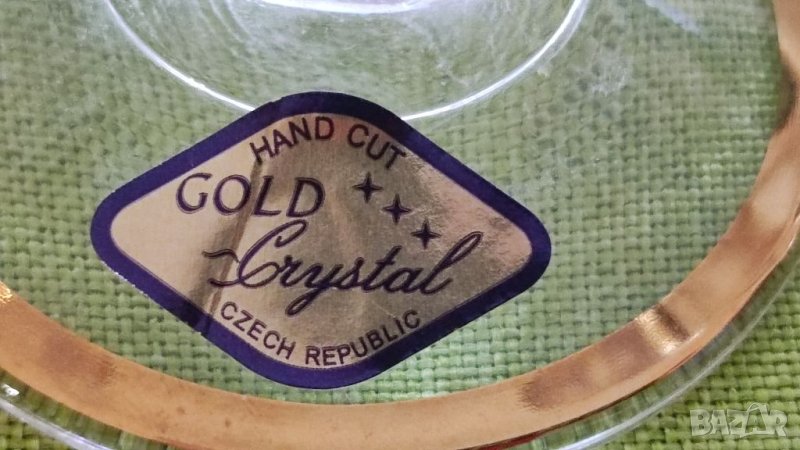 HAND CUT
GOLD
Crystal
CZECH REPUBLIC
BAZAR